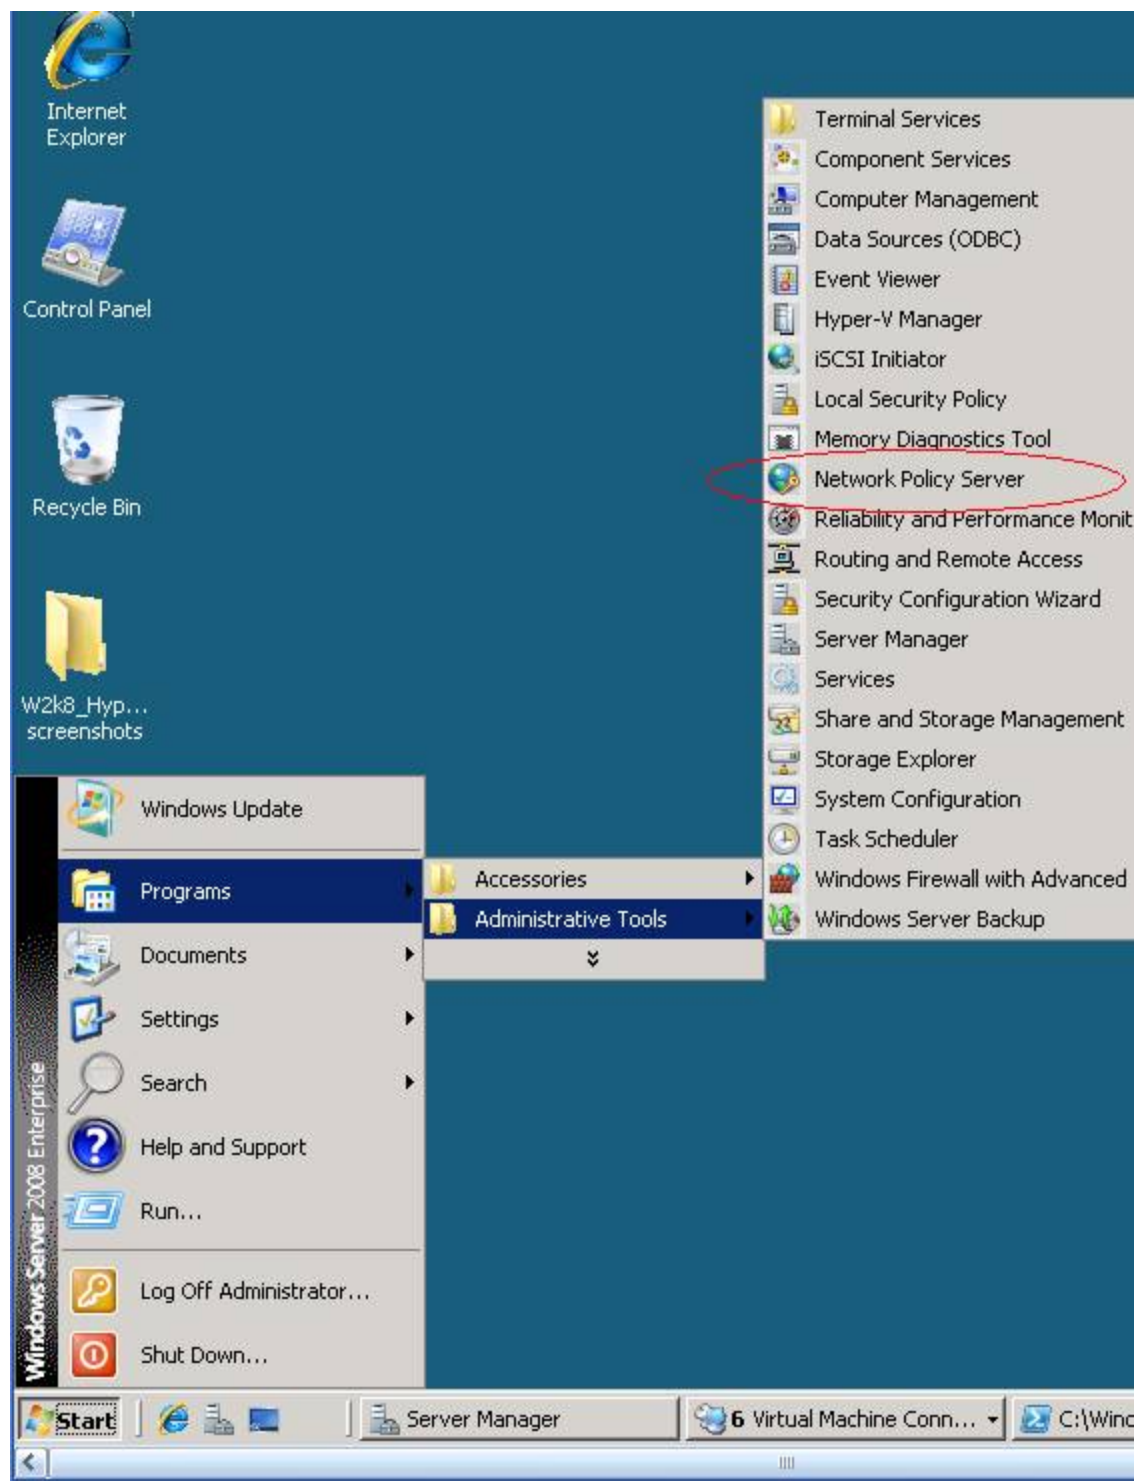 Internet
Explorer
Control Panel
Recycle Bin
W2k8_Hyp...
screenshots
Terminal Services
Component Services
Computer Management
Data Sources (ODBC)
Event Viewer
Hyper-V Manager
iSCSI Initiator
Local Security Policy
Memory Diagnostics Tool
Network Policy Server
Reliability and Performance Monit
Routing and Remote Access
Security Configuration Wizard
Server Manager
Services
Share and Storage Management
Storage Explorer
System Configuration
Task Scheduler
Windows Firewall with Advanced
Windows Server Backup
Accessories
Administrative Tools
Windows Update
Programs
Documents
Settings
Search
Help and Support
Run...
Log Off Administrator...
Shut Down...
Windows Server 2008 Enterprise
Start
Server Manager
6 Virtual Machine Conn...
C:\Wind